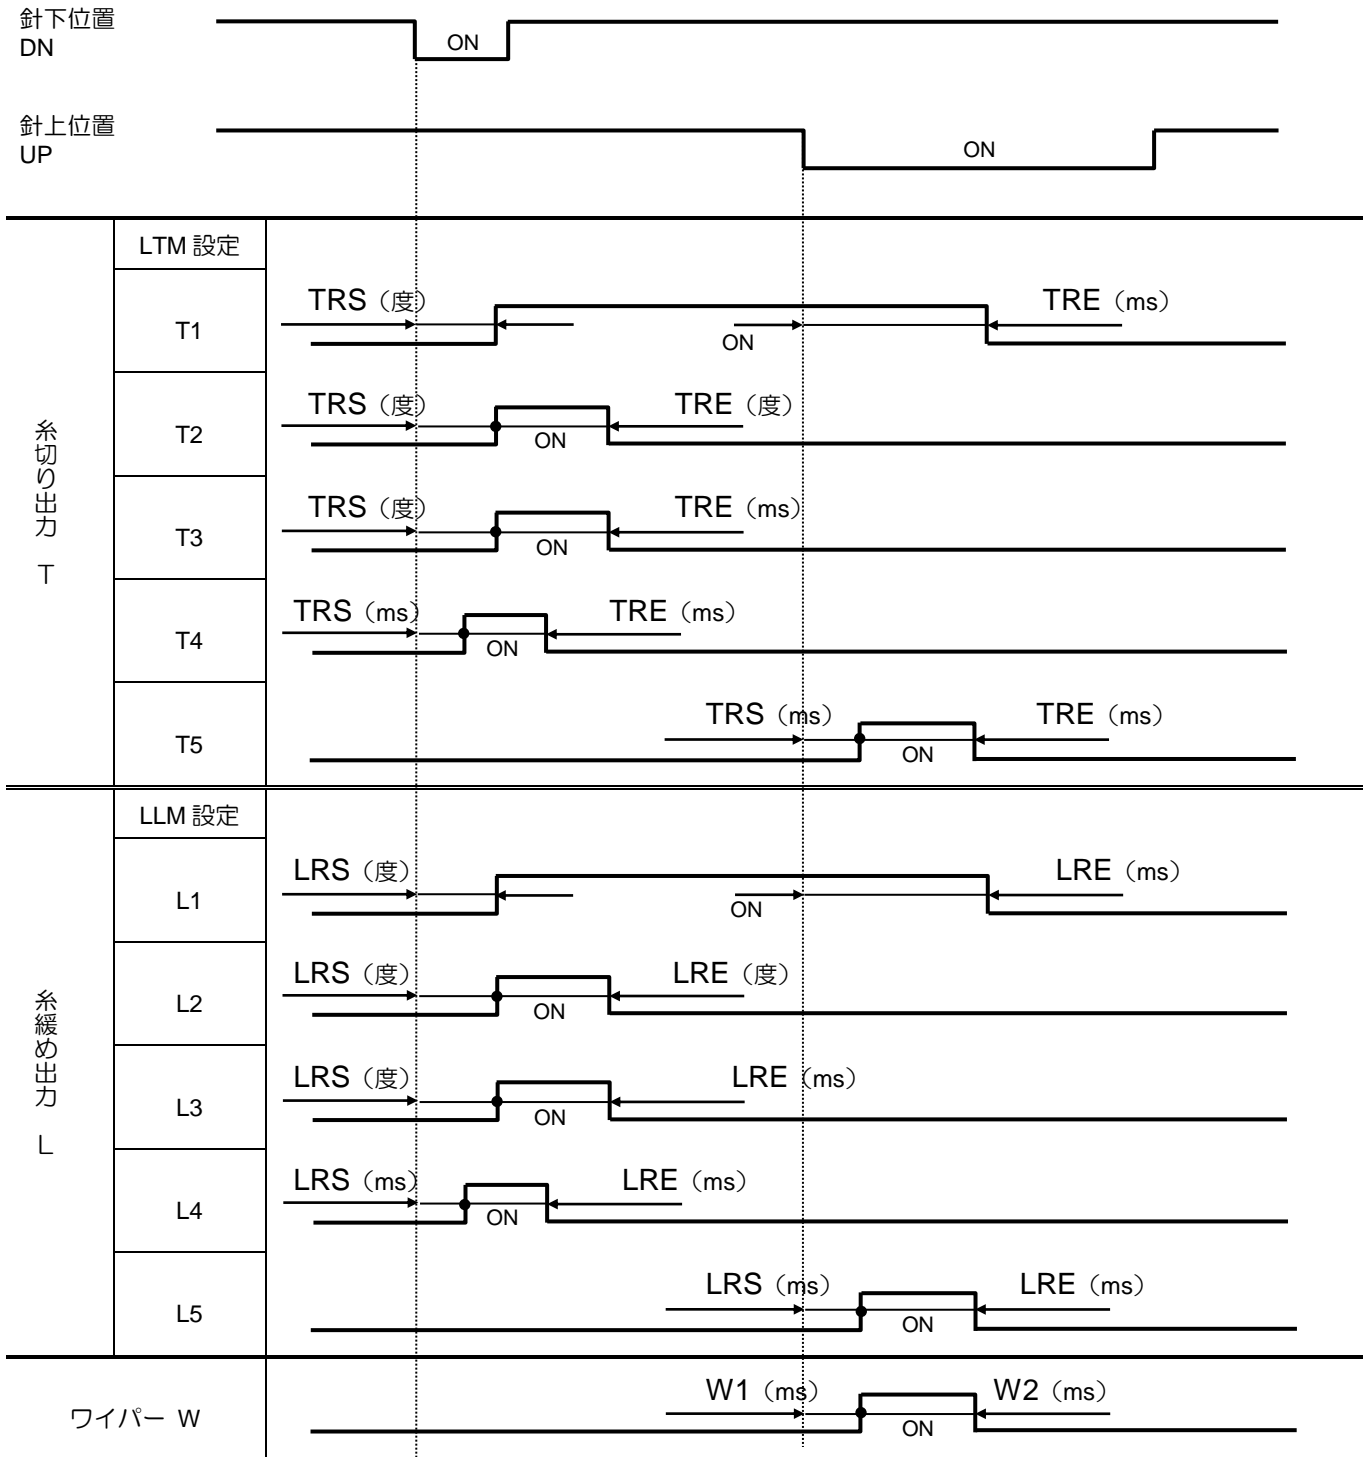 針下位置
DN
ON
針上位置
UP
ON
LTM 設定
T1
TRS（度）
ON
TRE（ms）
T2
TRS（度）
ON
TRE（度）
T3
TRS（度）
ON
TRE（ms）
T4
TRS（ms）
ON
TRE（ms）
T5
TRS（ms）
ON
TRE（ms）
糸切り出力 T
LLM 設定
L1
LRS（度）
ON
LRE（ms）
L2
LRS（度）
ON
LRE（度）
L3
LRS（度）
ON
LRE（ms）
L4
LRS（ms）
ON
LRE（ms）
L5
LRS（ms）
ON
LRE（ms）
糸緩め出力 L
ワイパー W
W1（ms）
ON
W2（ms）